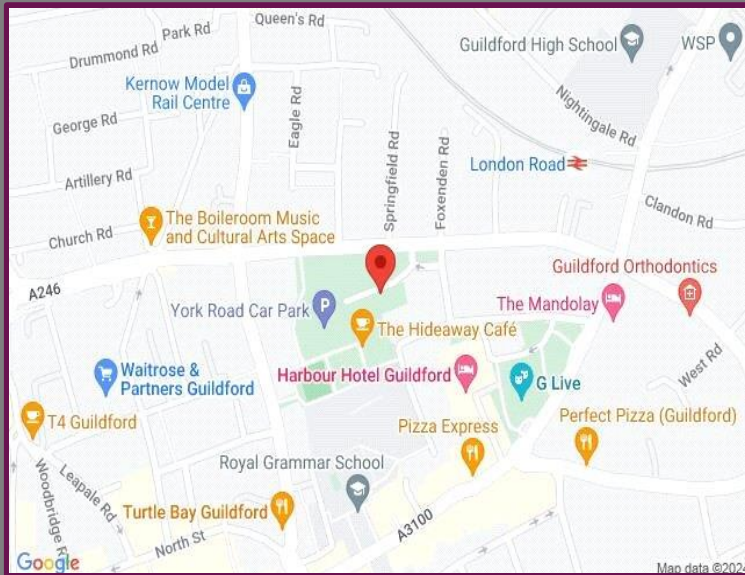 Queen's Rd
Park Rd
Drummond Rd
Guildford High School
WSP
Kernow Model
Rail Centre
Eagle Rd
Nightingale Rd
George Rd
Springfield Rd
Foxenden Rd
London Road
Artillery Rd
Clandon Rd
The Boileroom Music
and Cultural Arts Space
Church Rd
A246
Guildford Orthodontics
York Road Car Park
P
The Mandolay
The Hideaway Café
Waitrose &
Partners Guildford
Harbour Hotel Guildford
G Live
West Rd
T4 Guildford
Pizza Express
Perfect Pizza (Guildford)
Leapale Rd
Woodbridge Rd
Royal Grammar School
Turtle Bay Guildford
A3100
North St
Google
Map data ©2024